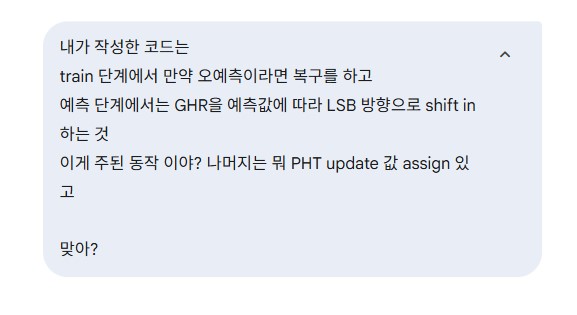 내가 작성한 코드는
train 단계에서 만약 오예측이라면 복구를 하고
예측 단계에서는 GHR을 예측값에 따라 LSB 방향으로 shift in
하는 것
이게 주된 동작 이야? 나머지는 뭐 PHT update 값 assign 있
고
맞아?